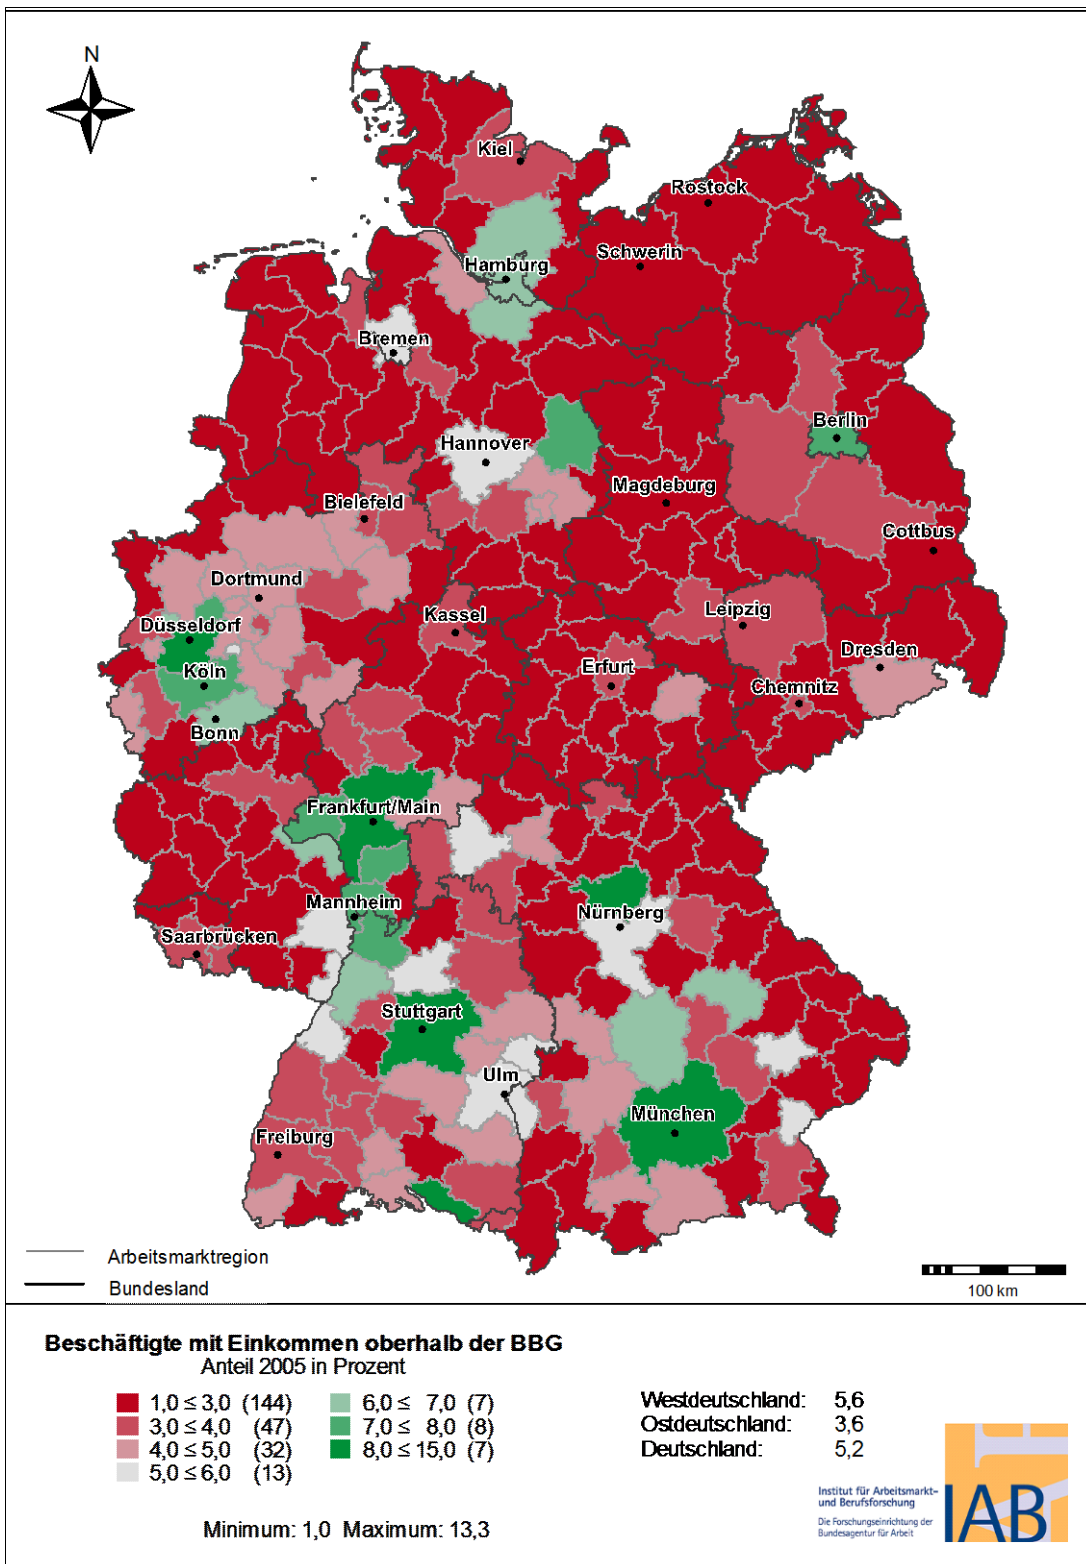 N
Kiel
Rostock
Schwerin
Hamburg
Bremen
Berlin
Hannover
Magdeburg
Bielefeld
Cottbus
Dortmund
Leipzig
Kassel
Düsseldorf
Dresden
Erfurt
Köln
Chemnitz
Bonn
Frankfurt/Main
Mannheim
Nürnberg
Saarbrücken
Stuttgart
Ulm
München
Freiburg
Arbeitsmarktregion
Bundesland
100 km
Beschäftigte mit Einkommen oberhalb der BBG
Anteil 2005 in Prozent
1,0 ≤ 3,0 (144)
3,0 ≤ 4,0 (47)
4,0 ≤ 5,0 (32)
5,0 ≤ 6,0 (13)
6,0 ≤ 7,0 (7)
7,0 ≤ 8,0 (8)
8,0 ≤ 15,0 (7)
Minimum: 1,0 Maximum: 13,3
Westdeutschland: 5,6
Ostdeutschland: 3,6
Deutschland: 5,2
Institut für Arbeitsmarkt-
und Berufsforschung
Die Forschungseinrichtung der
Bundesagentur für Arbeit
IAB